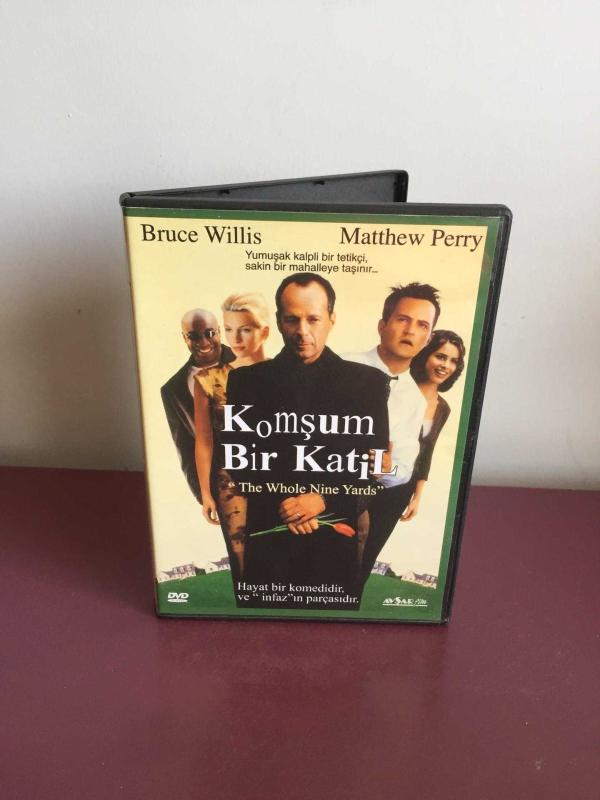 Bruce Willis
Matthew Perry
Yumuşak kalpli bir tetikçi,
sakin bir mahalleye taşınır...
Komşum
Bir Katil
“ The Whole Nine Yards”
Hayat bir komedidir.
ve “ infaz”ın parçasıdır.
DVD
AVŞAR Film